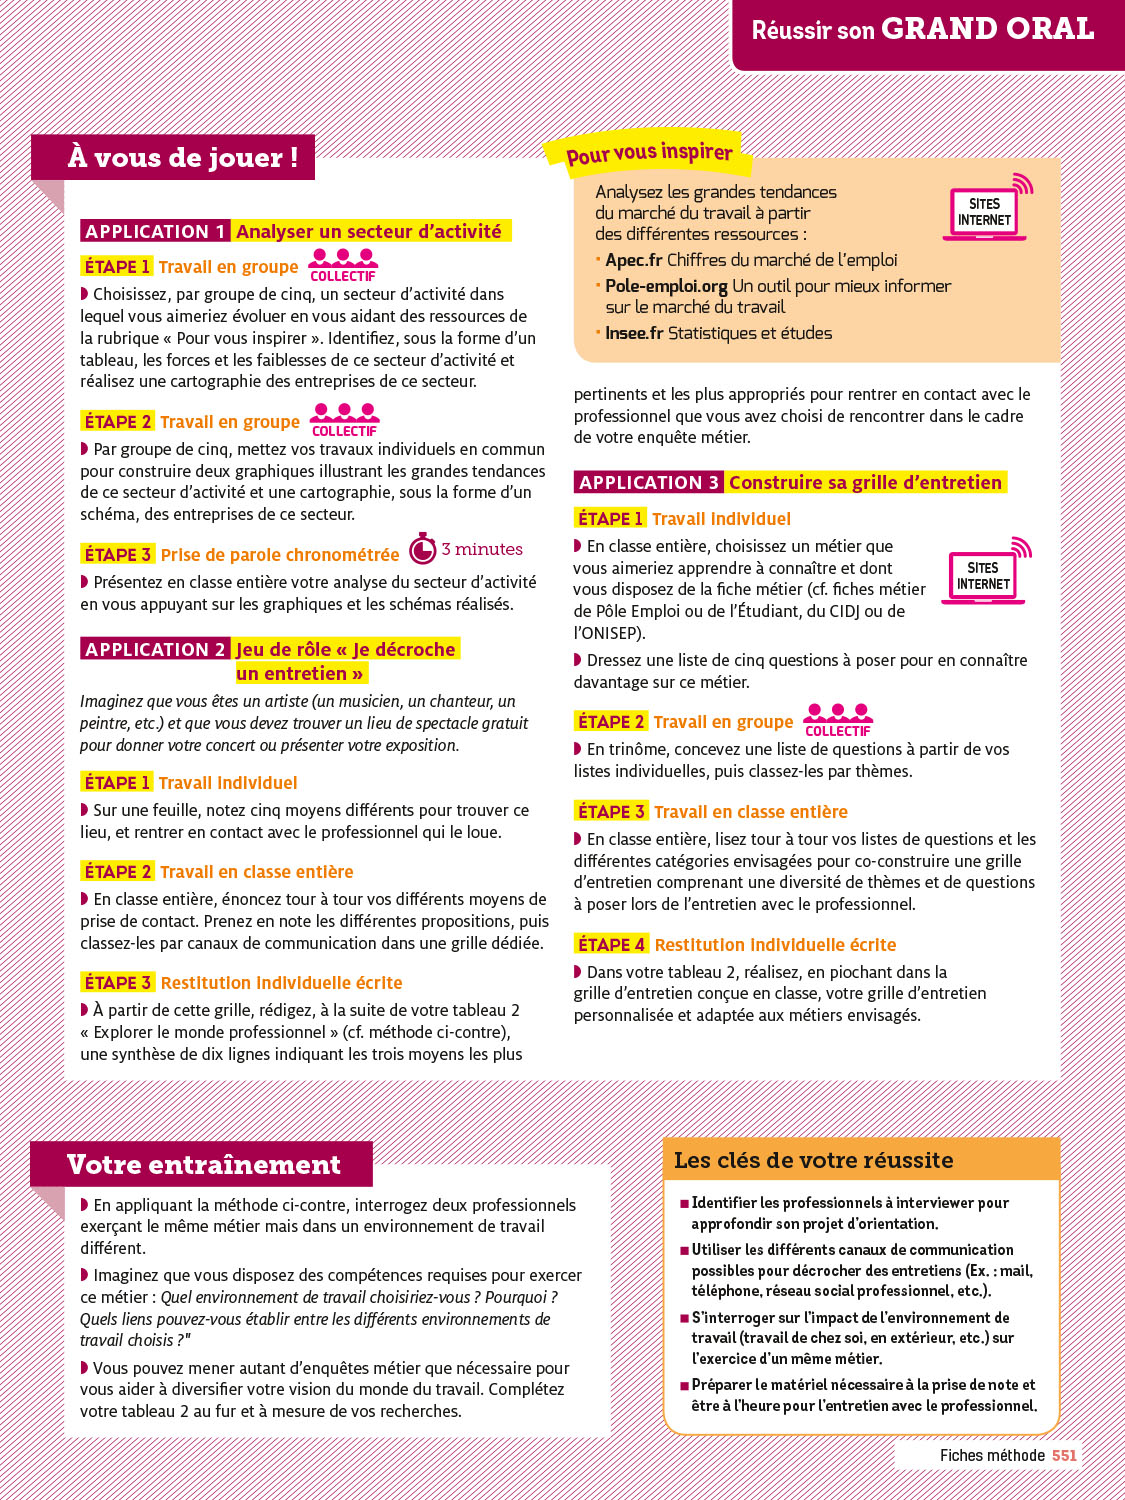 Réussir son GRAND ORAL
À vous de jouer !
APPLICATION 1 Analyser un secteur d’activité
ÉTAPE 1 Travail en groupe
COLLECTIF
◗ Choisissez, par groupe de cinq, un secteur d’activité dans
lequel vous aimeriez évoluer en vous aidant des ressources de
la rubrique « Pour vous inspirer ». Identifiez, sous la forme d’un
tableau, les forces et les faiblesses de ce secteur d’activité et
réalisez une cartographie des entreprises de ce secteur.
ÉTAPE 2 Travail en groupe
COLLECTIF
◗ Par groupe de cinq, mettez vos travaux individuels en commun
pour construire deux graphiques illustrant les grandes tendances
de ce secteur d’activité et une cartographie, sous la forme d’un
schéma, des entreprises de ce secteur.
ÉTAPE 3 Prise de parole chronométrée 3 minutes
◗ Présentez en classe entière votre analyse du secteur d’activité
en vous appuyant sur les graphiques et les schémas réalisés.
APPLICATION 2 Jeu de rôle « Je décroche
un entretien »
Imaginez que vous êtes un artiste (un musicien, un chanteur, un
peintre, etc.) et que vous devez trouver un lieu de spectacle gratuit
pour donner votre concert ou présenter votre exposition.
ÉTAPE 1 Travail individuel
◗ Sur une feuille, notez cinq moyens différents pour trouver ce
lieu, et rentrer en contact avec le professionnel qui le loue.
ÉTAPE 2 Travail en classe entière
◗ En classe entière, énoncez tour à tour vos différents moyens de
prise de contact. Prenez en note les différentes propositions, puis
classez-les par canaux de communication dans une grille dédiée.
ÉTAPE 3 Restitution individuelle écrite
◗ À partir de cette grille, rédigez, à la suite de votre tableau 2
« Explorer le monde professionnel » (cf. méthode ci-contre),
une synthèse de dix lignes indiquant les trois moyens les plus
Pour vous inspirer
Analysez les grandes tendances
du marché du travail à partir
des différentes ressources :
SITES
INTERNET
• Apec.fr Chiffres du marché de l’emploi
• Pole-emploi.org Un outil pour mieux informer
sur le marché du travail
• Insee.fr Statistiques et études
pertinents et les plus appropriés pour rentrer en contact avec le
professionnel que vous avez choisi de rencontrer dans le cadre
de votre enquête métier.
APPLICATION 3 Construire sa grille d’entretien
ÉTAPE 1 Travail individuel
◗ En classe entière, choisissez un métier que
vous aimeriez apprendre à connaître et dont
vous disposez de la fiche métier (cf. fiches métier
de Pôle Emploi ou de l’Étudiant, du CIDJ ou de
l’ONISEP).
SITES
INTERNET
◗ Dressez une liste de cinq questions à poser pour en connaître
davantage sur ce métier.
ÉTAPE 2 Travail en groupe
COLLECTIF
◗ En trinôme, concevez une liste de questions à partir de vos
listes individuelles, puis classez-les par thèmes.
ÉTAPE 3 Travail en classe entière
◗ En classe entière, lisez tour à tour vos listes de questions et les
différentes catégories envisagées pour co-construire une grille
d’entretien comprenant une diversité de thèmes et de questions
à poser lors de l’entretien avec le professionnel.
ÉTAPE 4 Restitution individuelle écrite
◗ Dans votre tableau 2, réalisez, en piochant dans la
grille d’entretien conçue en classe, votre grille d’entretien
personnalisée et adaptée aux métiers envisagés.
Votre entraînement
◗ En appliquant la méthode ci-contre, interrogez deux professionnels
exerçant le même métier mais dans un environnement de travail
différent.
◗ Imaginez que vous disposez des compétences requises pour exercer
ce métier : Quel environnement de travail choisiriez-vous ? Pourquoi ?
Quels liens pouvez-vous établir entre les différents environnements de
travail choisis ?"
◗ Vous pouvez mener autant d’enquêtes métier que nécessaire pour
vous aider à diversifier votre vision du monde du travail. Complétez
votre tableau 2 au fur et à mesure de vos recherches.
Les clés de votre réussite
■ Identifier les professionnels à interviewer pour
approfondir son projet d’orientation.
■ Utiliser les différents canaux de communication
possibles pour décrocher des entretiens (Ex. : mail,
téléphone, réseau social professionnel, etc.).
■ S’interroger sur l’impact de l’environnement de
travail (travail de chez soi, en extérieur, etc.) sur
l’exercice d’un même métier.
■ Préparer le matériel nécessaire à la prise de note et
être à l’heure pour l’entretien avec le professionnel.
Fiches méthode 551